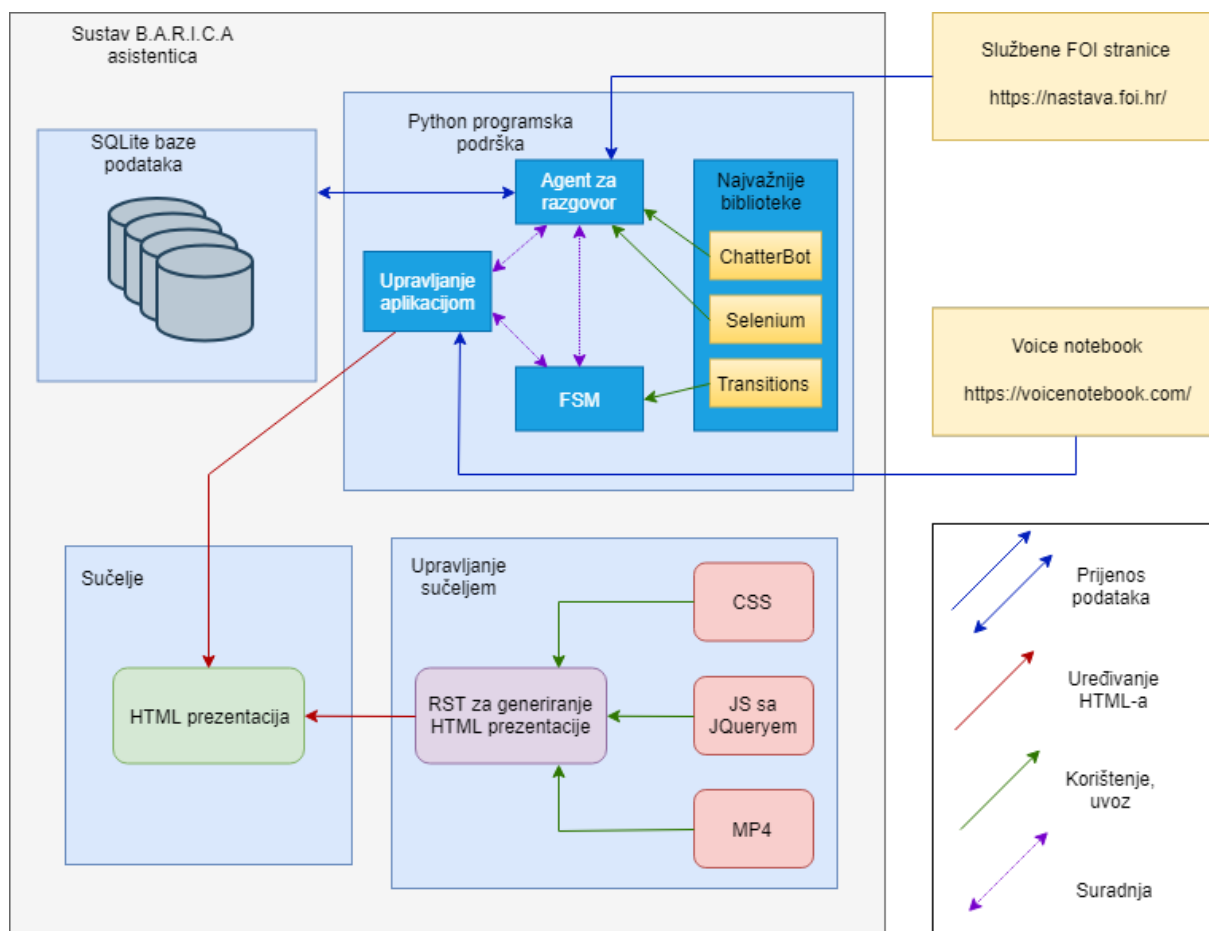 Sustav B.A.R.I.C.A
asistentica
Službene FOI stranice
https://nastava.foi.hr/
SQLite baze
podataka
Python programska
podrška
Agent za
razgovor
Najvažnije
biblioteke
ChatterBot
Upravljanje
aplikacijom
Selenium
Transitions
FSM
Voice notebook
https://voicenotebook.com/
Sučelje
HTML prezentacija
Upravljanje
sučeljem
RST za generiranje
HTML prezentacije
CSS
JS sa
JQueryem
MP4
Prijenos
podataka
Uređivanje
HTML-a
Korištenje,
uvoz
Suradnja